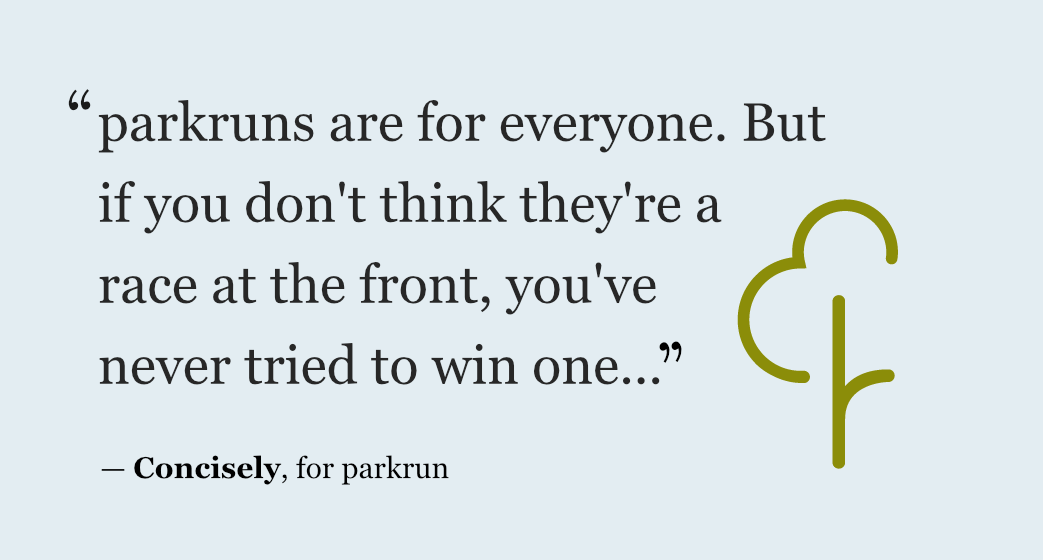 “parkruns are for everyone. But
if you don't think they're a
race at the front, you've
never tried to win one...”
— Concisely, for parkrun